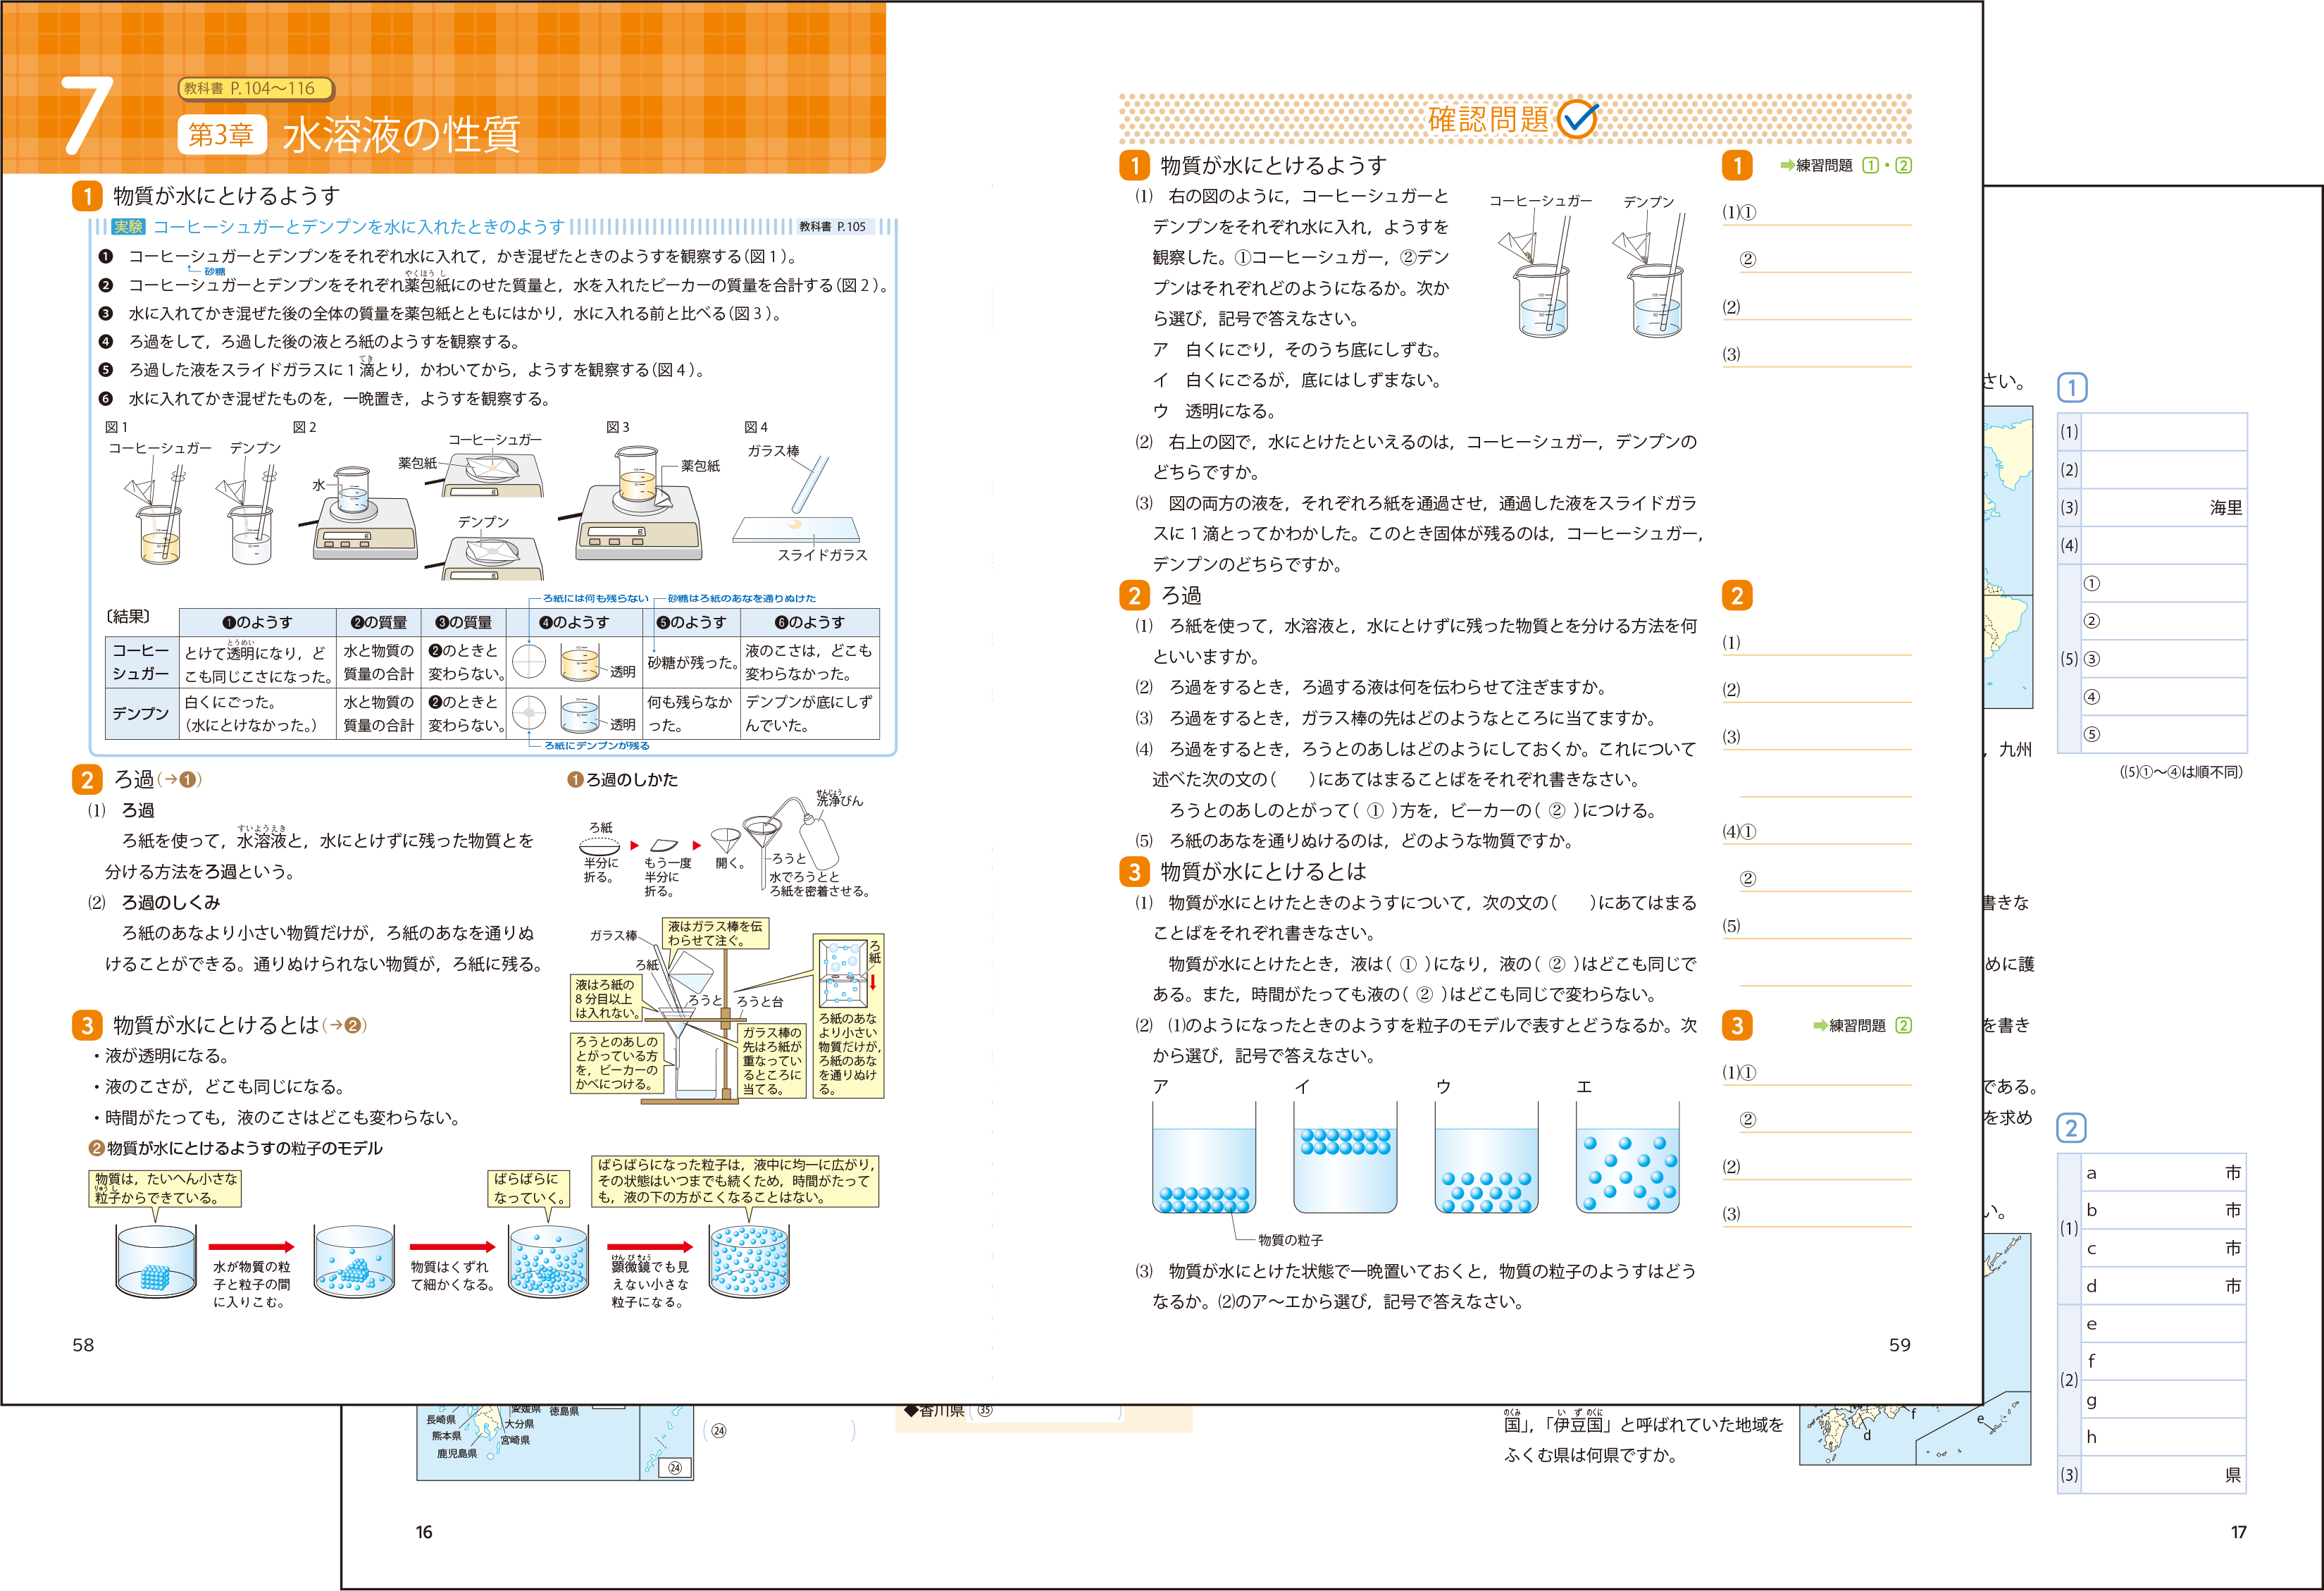 7
教科書 P.104〜116
第3章 水溶液の性質
1 物質が水にとけるようす
実験 コーヒーシュガーとデンプンを水に入れたときのようす 教科書 P.105
❶ コーヒーシュガーとデンプンをそれぞれ水に入れて，かき混ぜたときのようすを観察する(図1)。
砂糖
やくほう し
❷ コーヒーシュガーとデンプンをそれぞれ薬包紙にのせた質量と，水を入れたビーカーの質量を合計する(図2)。
❸ 水に入れてかき混ぜた後の全体の質量を薬包紙とともにはかり，水に入れる前と比べる(図3)。
❹ ろ過をして，ろ過した後の液とろ紙のようすを観察する。
てき
❺ ろ過した液をスライドガラスに1滴とり，かわいてから，ようすを観察する(図4)。
❻ 水に入れてかき混ぜたものを，一晩置き，ようすを観察する。
図1
コーヒーシュガー デンプン
図2
水
薬包紙
コーヒーシュガー
デンプン
図3
薬包紙
図4
ガラス棒
スライドガラス
ろ紙には何も残らない 砂糖はろ紙のあなを通りぬけた
〔結果〕 ❶のようす ❷の質量 ❸の質量 ❹のようす ❺のようす ❻のようす
コーヒーシュガー
とうめい
とけて透明になり，ど
こも同じこさになった。
水と物質の
質量の合計
❷のときと
変わらない。
透明
砂糖が残った。
液のこさは，どこも
変わらなかった。
デンプン
白くにごった。
(水にとけなかった。)
水と物質の
質量の合計
❷のときと
変わらない。
透明
何も残らなか
った。
デンプンが底にしず
んでいた。
ろ紙にデンプンが残る
2 ろ過(→❶)
(1) ろ過
すいようえき
ろ紙を使って，水溶液と，水にとけずに残った物質とを
分ける方法をろ過という。
(2) ろ過のしくみ
ろ紙のあなより小さい物質だけが，ろ紙のあなを通りぬ
けることができる。通りぬけられない物質が，ろ紙に残る。
❶ろ過のしかた
ろ紙
半分に
折る。
もう一度
半分に
折る。
開く。
せんじょう
洗浄びん
ろうと
水でろうとと
ろ紙を密着させる。
ガラス棒
液はガラス棒を伝
わらせて注ぐ。
ろ紙
液はろ紙の
8分目以上
は入れない。
ろうと
ろうと台
ろうとのあしの
とがっている方
を，ビーカーの
かべにつける。
ガラス棒の
先はろ紙が
重なってい
るところに
当てる。
ろ紙
ろ紙のあな
より小さい
物質だけが，
ろ紙のあな
を通りぬけ
る。
3 物質が水にとけるとは(→❷)
・液が透明になる。
・液のこさが，どこも同じになる。
・時間がたっても，液のこさはどこも変わらない。
❷物質が水にとけるようすの粒子のモデル
物質は，たいへん小さな
りゅうし
粒子からできている。
ばらばらに
なっていく。
ばらばらになった粒子は，液中に均一に広がり，
その状態はいつまでも続くため，時間がたって
も，液の下の方がこくなることはない。
水が物質の粒
子と粒子の間
に入りこむ。
物質はくずれ
て細かくなる。
けん び きょう
顕微鏡でも見
えない小さな
粒子になる。
58
確認問題
1 物質が水にとけるようす
(1) 右の図のように，コーヒーシュガーと
デンプンをそれぞれ水に入れ，ようすを
観察した。①コーヒーシュガー，②デン
プンはそれぞれどのようになるか。次か
ら選び，記号で答えなさい。
ア 白くにごり，そのうち底にしずむ。
イ 白くにごるが，底にはしずまない。
ウ 透明になる。
コーヒーシュガー デンプン
(2) 右上の図で，水にとけたといえるのは，コーヒーシュガー，デンプンの
どちらですか。
(3) 図の両方の液を，それぞれろ紙を通過させ，通過した液をスライドガラ
スに1滴とってかわかした。このとき固体が残るのは，コーヒーシュガー，
デンプンのどちらですか。
2 ろ過
(1) ろ紙を使って，水溶液と，水にとけずに残った物質とを分ける方法を何
といいますか。
(2) ろ過をするとき，ろ過する液は何を伝わらせて注ぎますか。
(3) ろ過をするとき，ガラス棒の先はどのようなところに当てますか。
(4) ろ過をするとき，ろうとのあしはどのようにしておくか。これについて
述べた次の文の( )にあてはまることばをそれぞれ書きなさい。
ろうとのあしのとがって( ① )方を，ビーカーの( ② )につける。
(5) ろ紙のあなを通りぬけるのは，どのような物質ですか。
3 物質が水にとけるとは
(1) 物質が水にとけたときのようすについて，次の文の( )にあてはまる
ことばをそれぞれ書きなさい。
物質が水にとけたとき，液は( ① )になり，液の( ② )はどこも同じで
ある。また，時間がたっても液の( ② )はどこも同じで変わらない。
(2) (1)のようになったときのようすを粒子のモデルで表すとどうなるか。次
から選び，記号で答えなさい。
ア イ ウ エ
物質の粒子
(3) 物質が水にとけた状態で一晩置いておくと，物質の粒子のようすはどう
なるか。(2)のア〜エから選び，記号で答えなさい。
1 ➡練習問題 1・2
(1)①
②
(2)
(3)
2
(1)
(2)
(3)
(4)①
②
(5)
3 ➡練習問題 2
(1)①
②
(2)
(3)
59
さい。
，九州
書きな
めに護
を書き
である。
を求め
い。
1
(1)
(2)
(3) 海里
(4)
(5)
①
②
③
④
⑤
((5)①〜④は順不同)
2
(1)
a 市
b 市
c 市
d 市
(2)
e
f
g
h
(3) 県
長崎県
熊本県
鹿児島県
愛媛県 徳島県
大分県
宮崎県
㉔
( ㉔ )
◆香川県( ㉟ )
のくみ い ず のくに
国」，「伊豆国」と呼ばれていた地域を
ふくむ県は何県ですか。
d
f
e
16
17